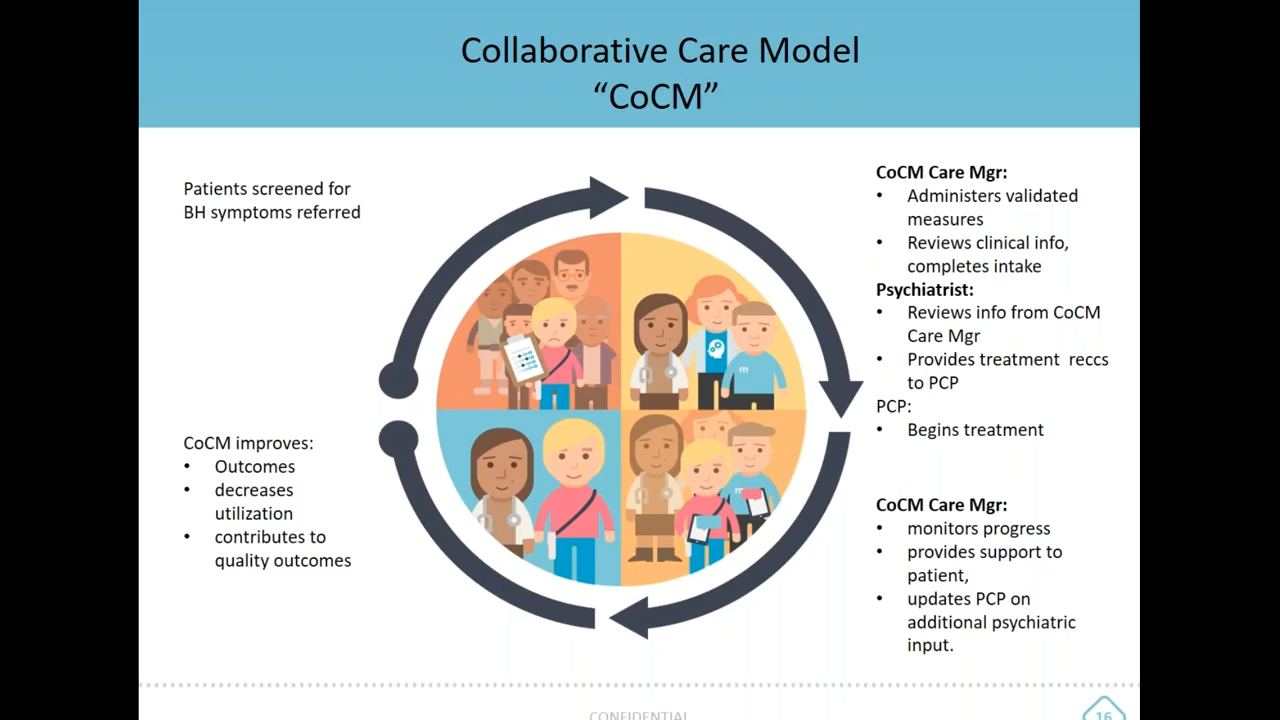 Collaborative Care Model
“CoCM”
Patients screened for
BH symptoms referred
CoCM Care Mgr:
• Administers validated
measures
• Reviews clinical info,
completes intake
Psychiatrist:
• Reviews info from CoCM
Care Mgr
• Provides treatment  reccs
to PCP
PCP:
• Begins treatment
CoCM Care Mgr:
• monitors progress
• provides support to
patient,
• updates PCP on
additional psychiatric
input.
CoCM improves:
• Outcomes
• decreases
utilization
• contributes to
quality outcomes
m
m
CONFIDENTIAL
16